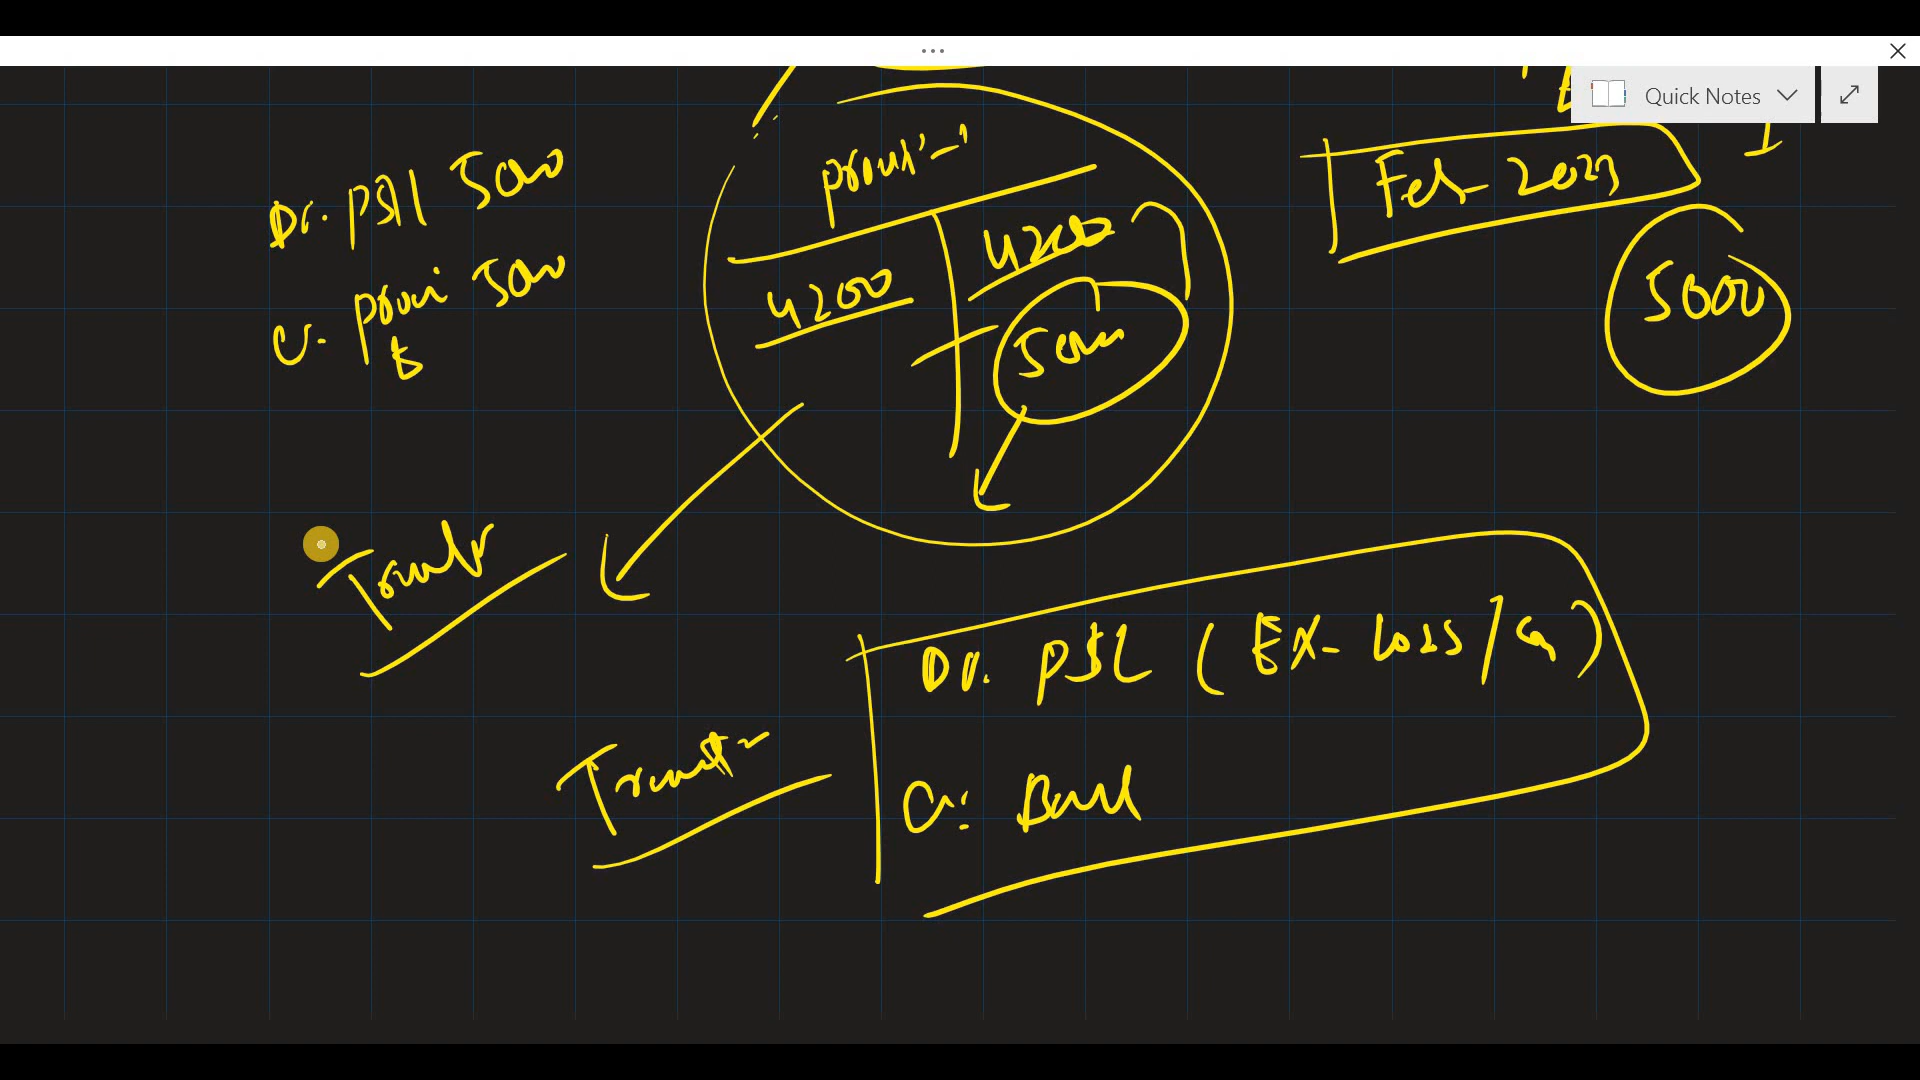 Quick Notes
Feb- 2023
5000
Dr. P&L 5000
Cr. provi 5000
provi'-'
4200
4200
5000
Dr. P&L (EX- Loss/G)
Cr: Bank